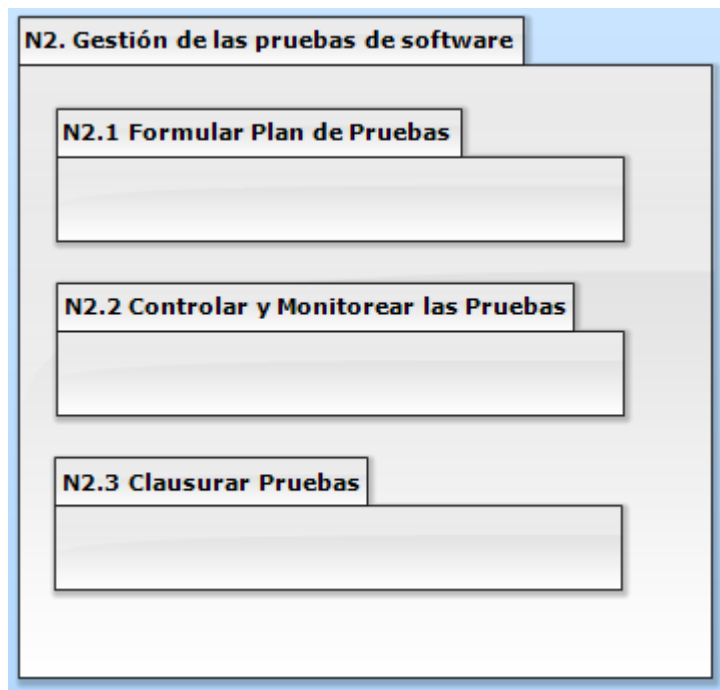 N2. Gestión de las pruebas de software
N2.1 Formular Plan de Pruebas
N2.2 Controlar y Monitorear las Pruebas
N2.3 Clausurar Pruebas